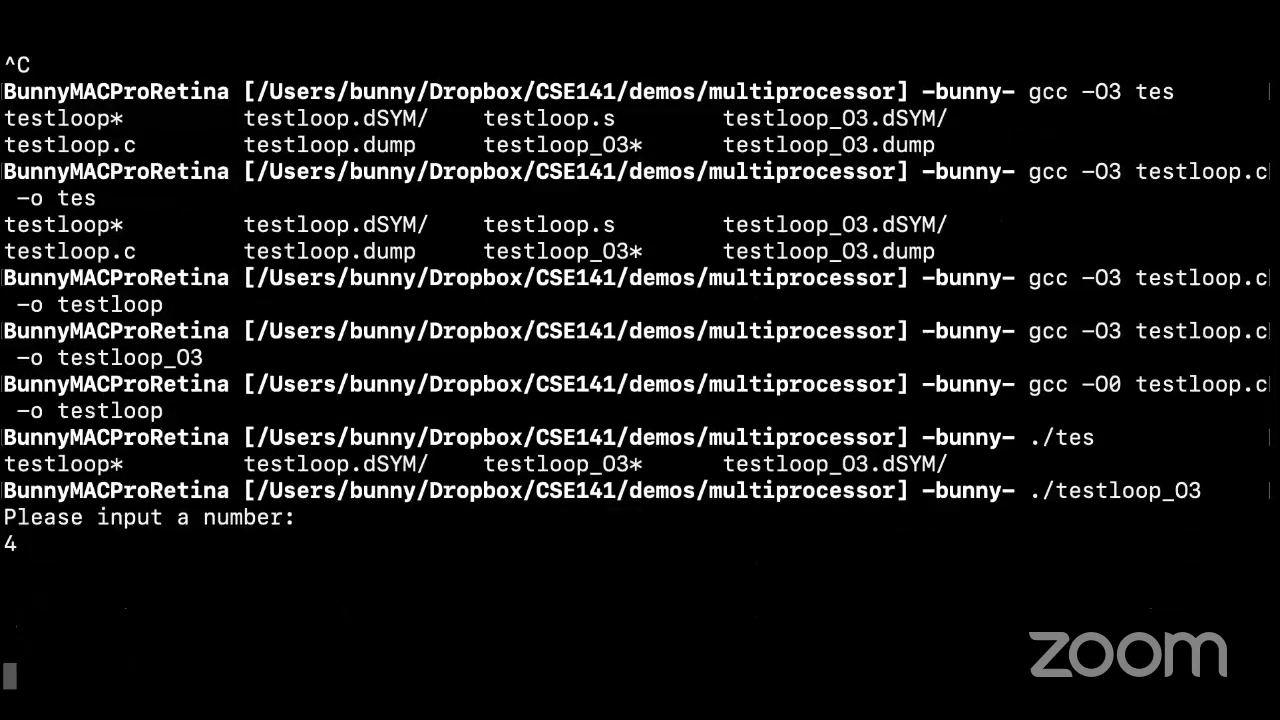 ^C
BunnyMACProRetina [/Users/bunny/Dropbox/CSE141/demos/multiprocessor] -bunny- gcc -O3 tes
testloop* testloop.dSYM/ testloop.s testloop_O3.dSYM/
testloop.c testloop.dump testloop_O3* testloop_O3.dump
BunnyMACProRetina [/Users/bunny/Dropbox/CSE141/demos/multiprocessor] -bunny- gcc -O3 testloop.c
-o tes
testloop* testloop.dSYM/ testloop.s testloop_O3.dSYM/
testloop.c testloop.dump testloop_O3* testloop_O3.dump
BunnyMACProRetina [/Users/bunny/Dropbox/CSE141/demos/multiprocessor] -bunny- gcc -O3 testloop.c
-o testloop
BunnyMACProRetina [/Users/bunny/Dropbox/CSE141/demos/multiprocessor] -bunny- gcc -O3 testloop.c
-o testloop_O3
BunnyMACProRetina [/Users/bunny/Dropbox/CSE141/demos/multiprocessor] -bunny- gcc -O0 testloop.c
-o testloop
BunnyMACProRetina [/Users/bunny/Dropbox/CSE141/demos/multiprocessor] -bunny- ./tes
testloop* testloop.dSYM/ testloop_O3* testloop_O3.dSYM/
BunnyMACProRetina [/Users/bunny/Dropbox/CSE141/demos/multiprocessor] -bunny- ./testloop_O3
Please input a number:
4
zoom